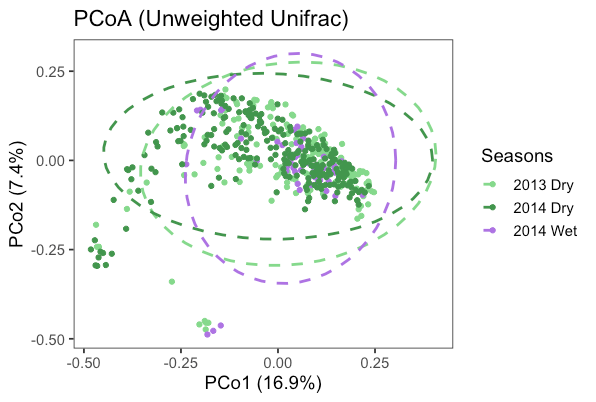 PCoA (Unweighted Unifrac)
0.25
0.00
-0.25
-0.50
PCo2 (7.4%)
-0.50
-0.25
0.00
0.25
PCo1 (16.9%)
Seasons
2013 Dry
2014 Dry
2014 Wet